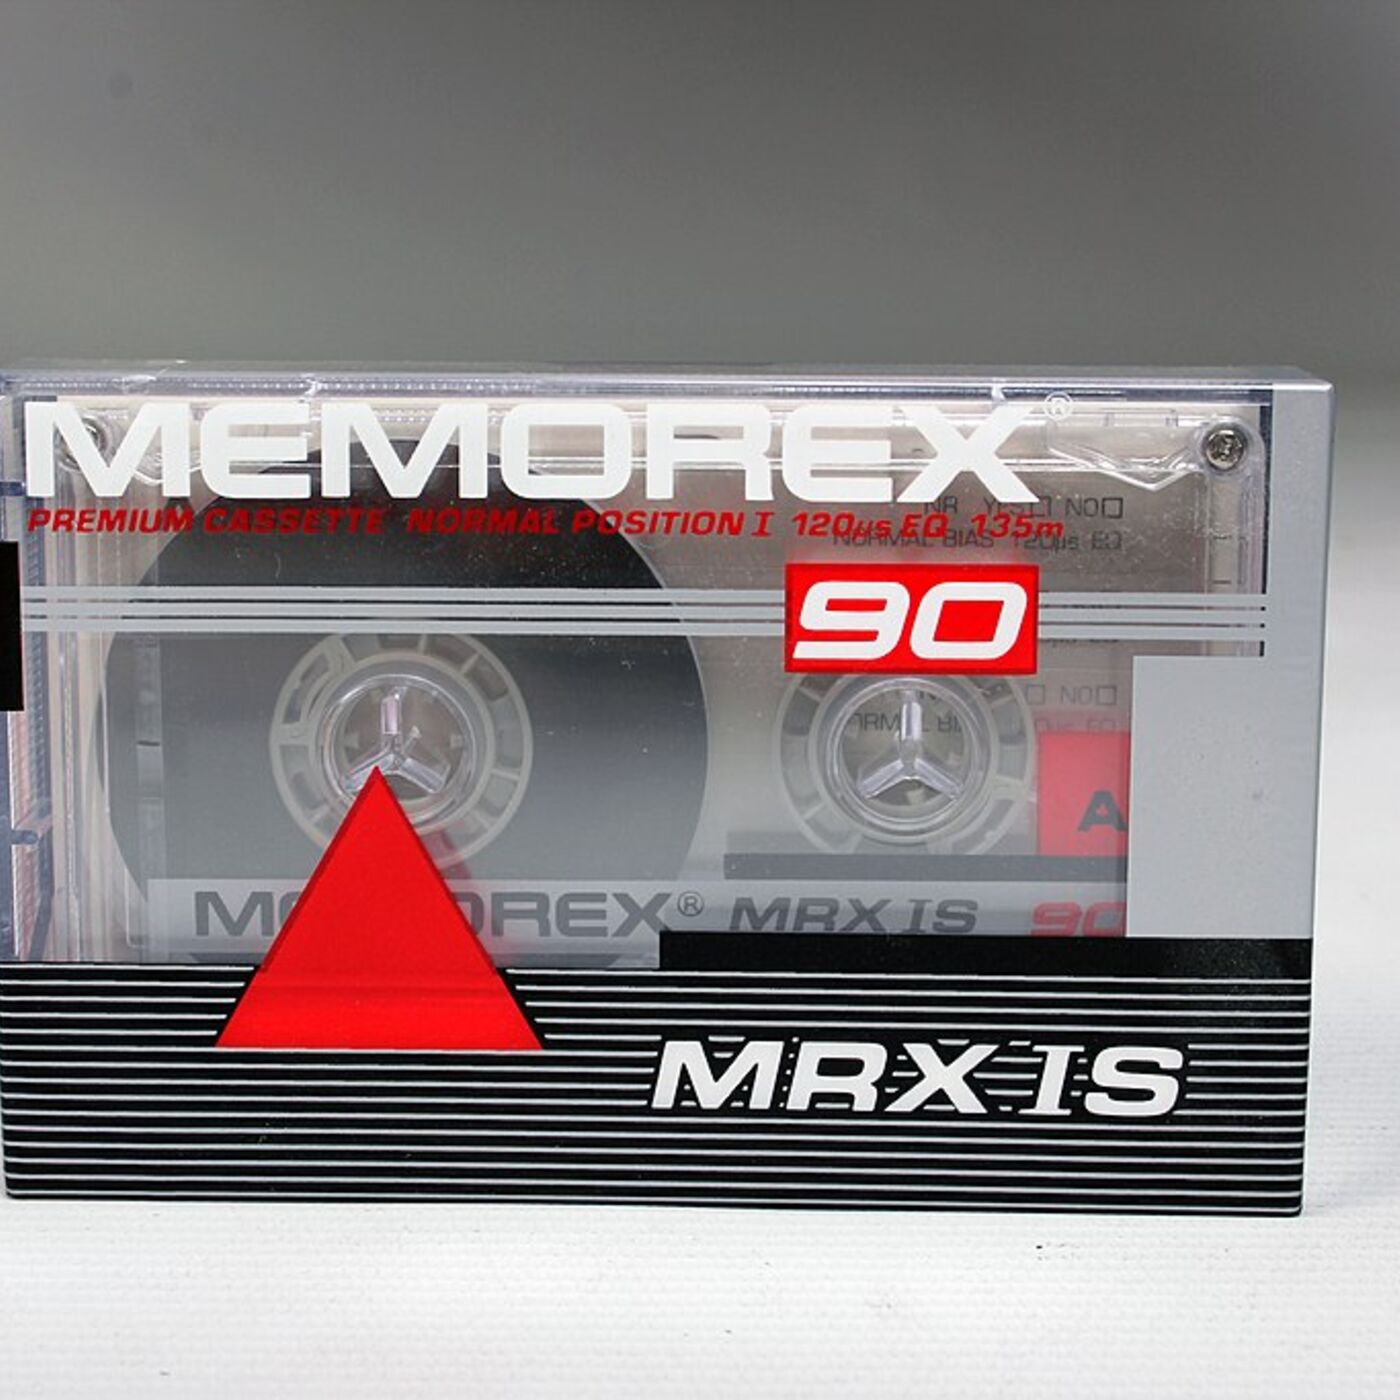 MEMOREX®
PREMIUM CASSETTE NORMAL POSITION I 120µs EQ 135m
NR YES□ NO□
NORMAL BIAS 120µs EQ
90
NO□
A
MEMOREX® MRX IS 90
MRX IS